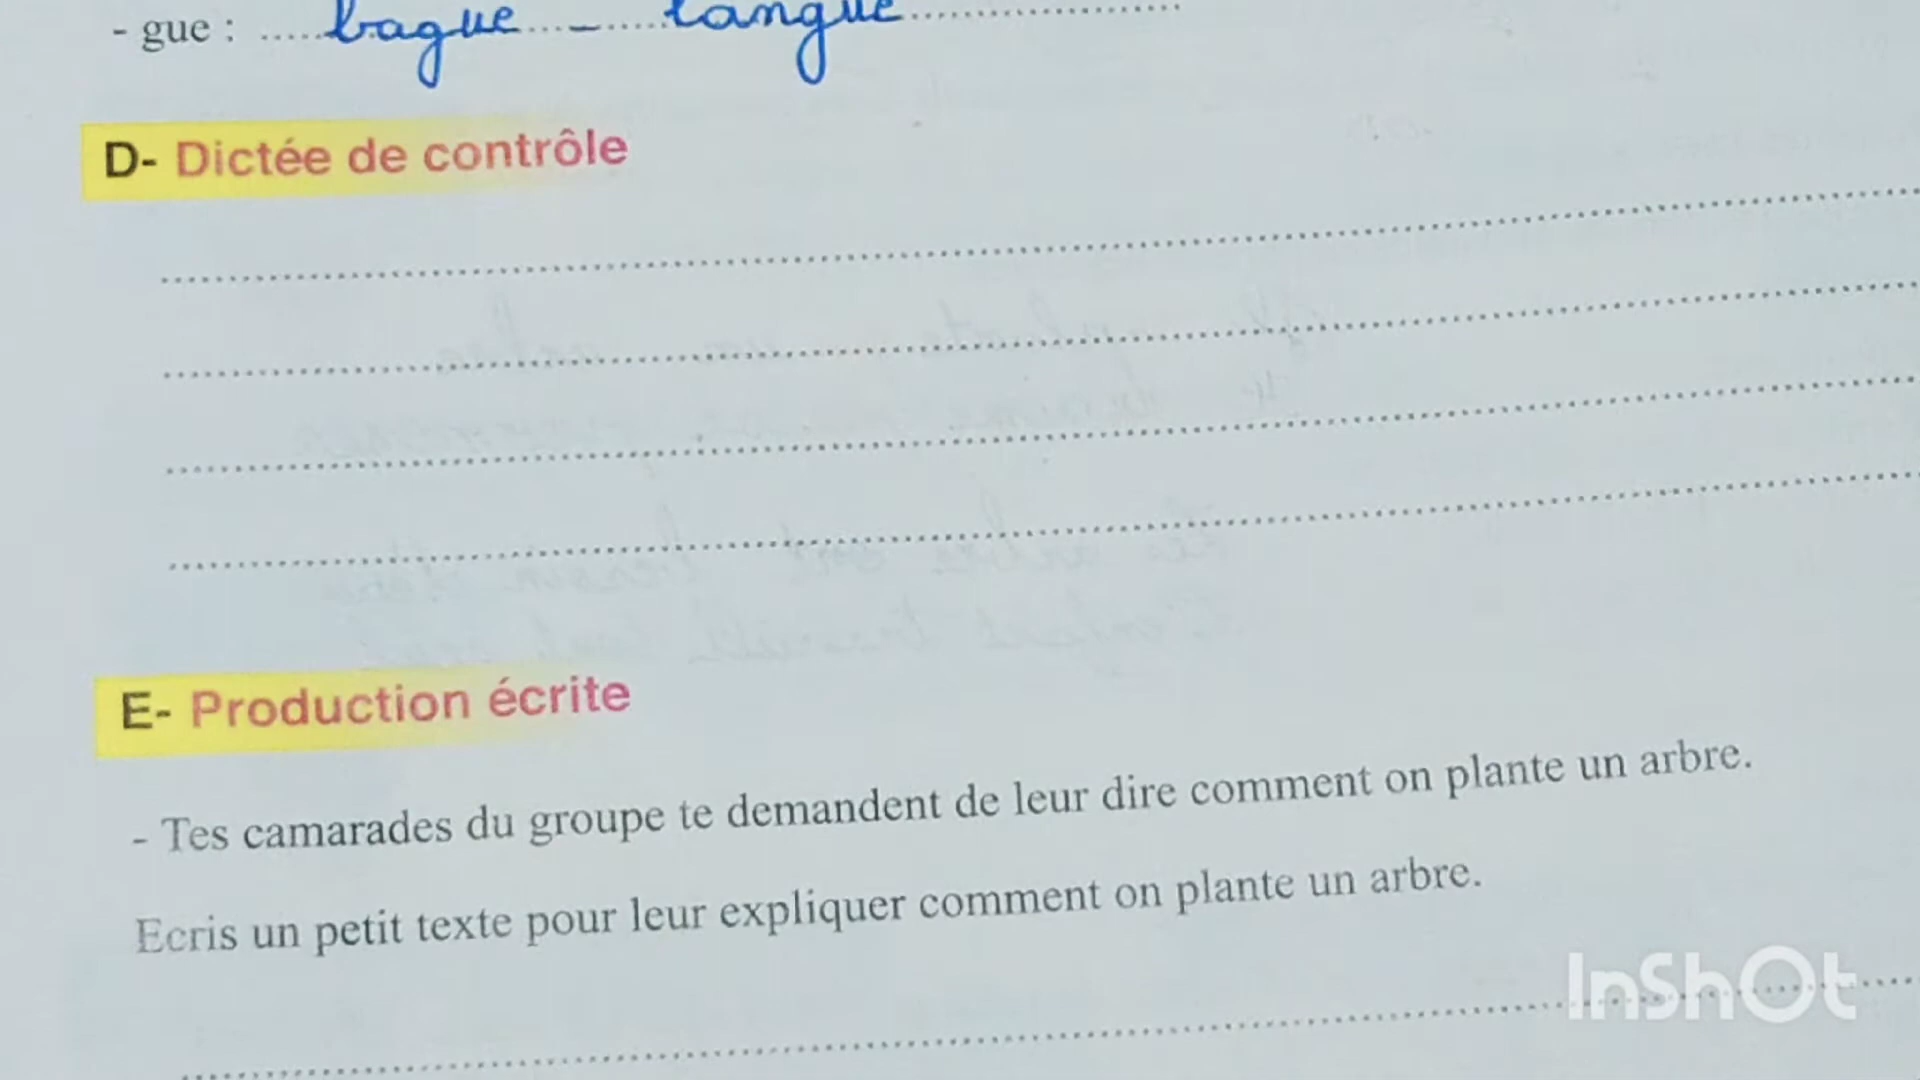 - gue : bague - langue
D- Dictée de contrôle
E- Production écrite
- Tes camarades du groupe te demandent de leur dire comment on plante un arbre.
Ecris un petit texte pour leur expliquer comment on plante un arbre.
InShOt